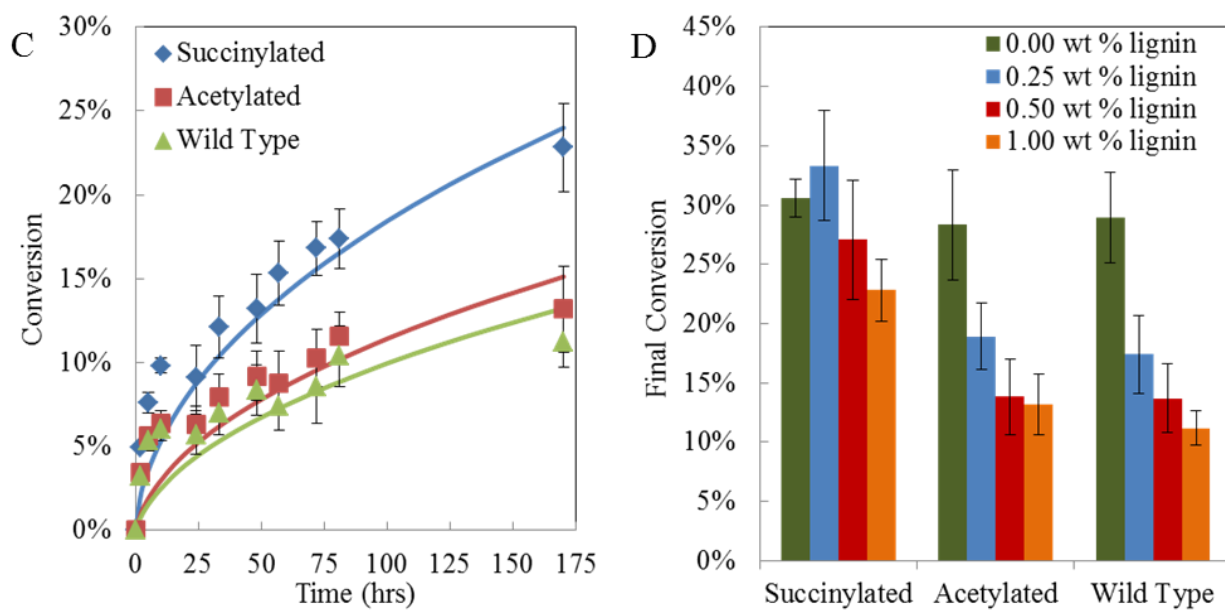 C
30%
25%
20%
15%
10%
5%
0%
Conversion
Succinylated
Acetylated
Wild Type
0 25 50 75 100 125 150 175
Time (hrs)
D
45%
40%
35%
30%
25%
20%
15%
10%
5%
0%
Final Conversion
0.00 wt % lignin
0.25 wt % lignin
0.50 wt % lignin
1.00 wt % lignin
Succinylated Acetylated Wild Type